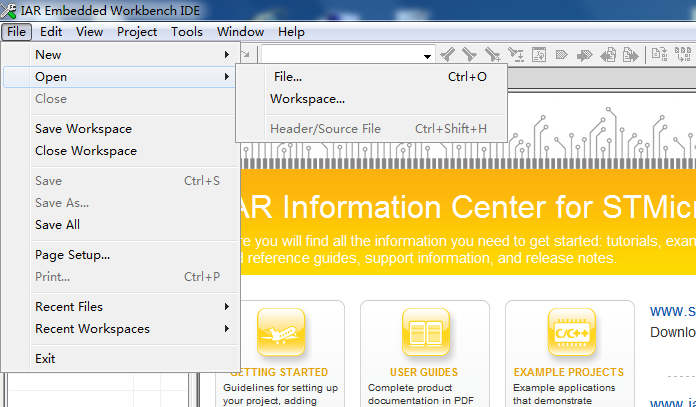 IAR Embedded Workbench IDE
File Edit View Project Tools Window Help
New
Open
Close
Save Workspace
Close Workspace
Save Ctrl+S
Save As...
Save All
Page Setup...
Print... Ctrl+P
Recent Files
Recent Workspaces
Exit
File... Ctrl+O
Workspace...
Header/Source File Ctrl+Shift+H
AR Information Center for STMicr
re you will find all the information you need to get started: tutorials, exam
d reference guides, support information, and release notes.
GETTING STARTED
Guidelines for setting up
your project, adding
USER GUIDES
Complete product
documentation in PDF
C/C++
EXAMPLE PROJECTS
Example applications
that demonstrate
www.s
Downlo
www.ia